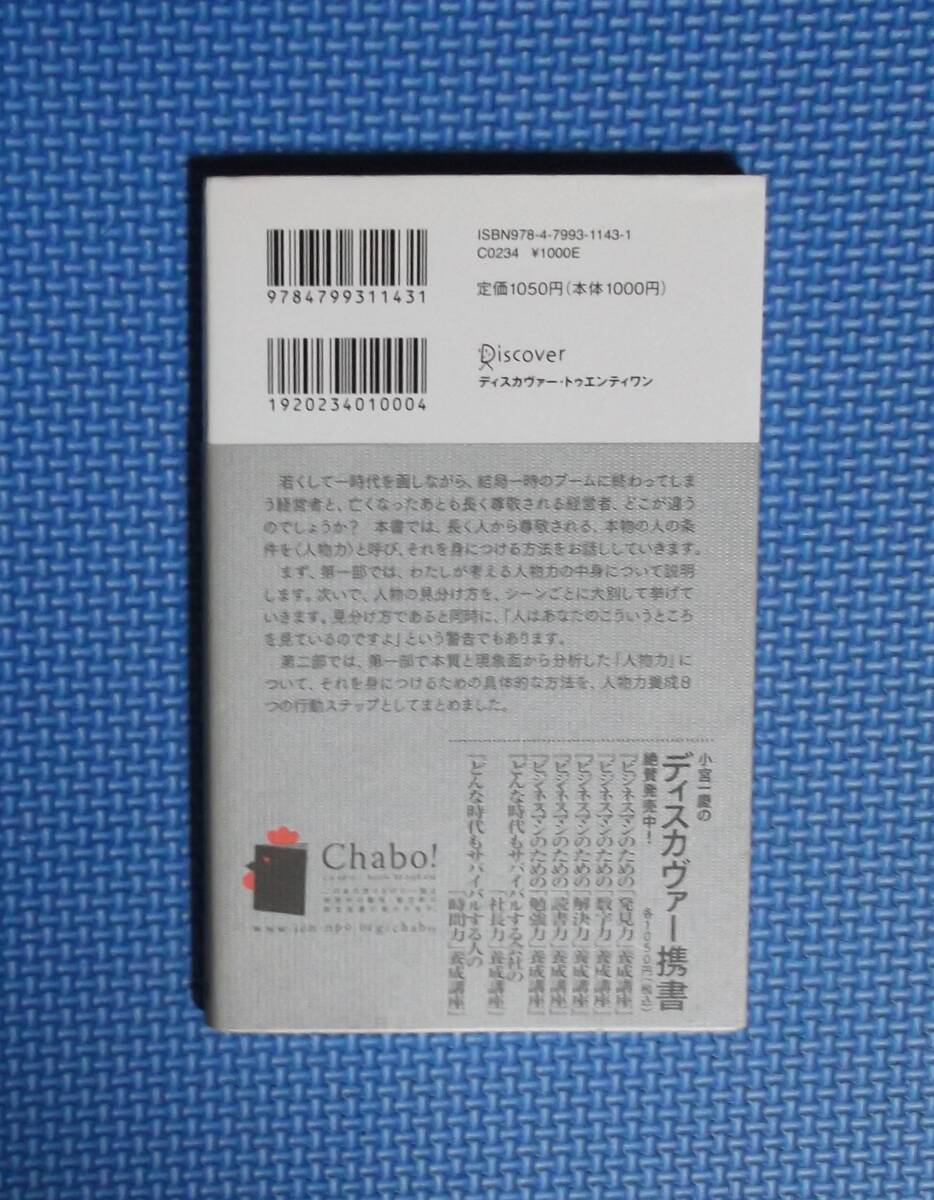 ISBN978-4-7993-1143-1
C0234 ¥1000E
9784799311431
定価1050円(本体1000円)
Discover
ディスカヴァー・トゥエンティワン
1920234010004
若くして一時代を画しながら、結局一時のブームに終わってしま
う経営者と、亡くなったあとも長く尊敬される経営者、どこが違う
のでしょうか？ 本書では、長く人から尊敬される、本物の人の条
件を〈人物力〉と呼び、それを身につける方法をお話ししていきます。
まず、第一部では、わたしが考える人物力の中身について説明
します。次いで、人物の見分け方を、シーンごとに大別して挙げて
いきます。見分け方であると同時に、「人はあなたのこういうところ
を見ているのですよ」という警告でもあります。
第二部では、第一部で本質と現象面から分析した「人物力」に
ついて、それを身につけるための具体的な方法を、人物力養成8
つの行動ステップとしてまとめました。
小宮一慶の
ディスカヴァー携書
絶賛発売中！ 各1050円(税込)
『ビジネスマンのための「発見力」養成講座』
『ビジネスマンのための「数字力」養成講座』
『ビジネスマンのための「解決力」養成講座』
『ビジネスマンのための「読書力」養成講座』
『ビジネスマンのための「勉強力」養成講座』
『どんな時代もサバイバルする会社の
「社長力」養成講座』
『どんな時代もサバイバルする人の
「時間力」養成講座』
Chabo!
www.jen-npo.org/chabo